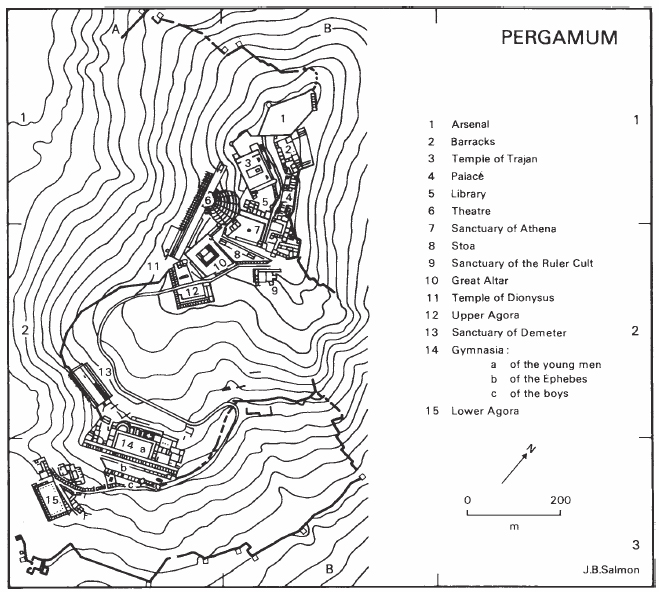 PERGAMUM
A
B
1
1
1
2
3
4
5
6
7
8
9
10
11
12
13
14 a
b
c
15
2
B
1 Arsenal
2 Barracks
3 Temple of Trajan
4 Palace
5 Library
6 Theatre
7 Sanctuary of Athena
8 Stoa
9 Sanctuary of the Ruler Cult
10 Great Altar
11 Temple of Dionysus
12 Upper Agora
13 Sanctuary of Demeter
14 Gymnasia:
a of the young men
b of the Ephebes
c of the boys
15 Lower Agora
2
N
0 200
m
3
J.B.Salmon